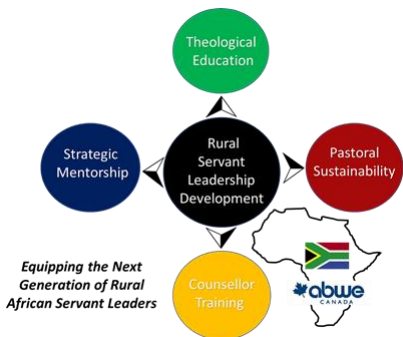 Theological
Education
Strategic
Mentorship
Rural
Servant
Leadership
Development
Pastoral
Sustainability
Equipping the Next
Generation of Rural
African Servant Leaders
Counsellor
Training
abwe
CANADA